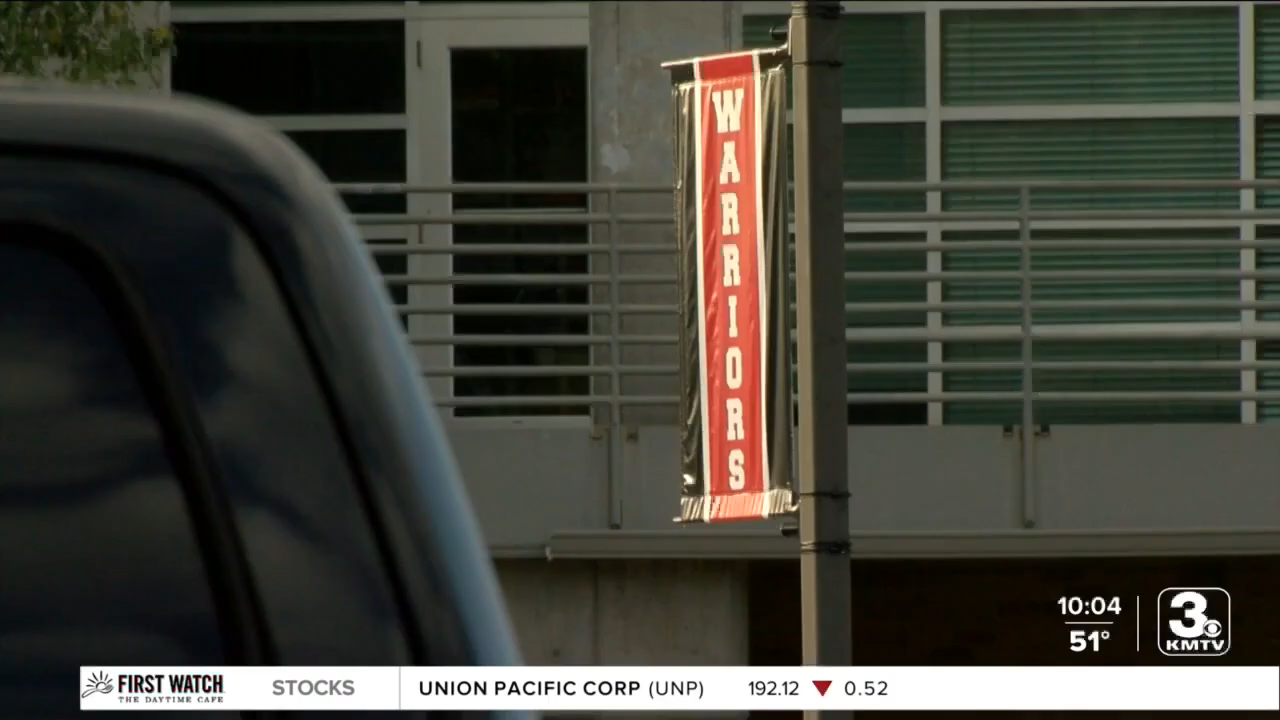 WARRIORS
10:04
51°
3
KMTV
FIRST WATCH
THE DAYTIME CAFE
STOCKS
UNION PACIFIC CORP (UNP) 192.12 ▼ 0.52